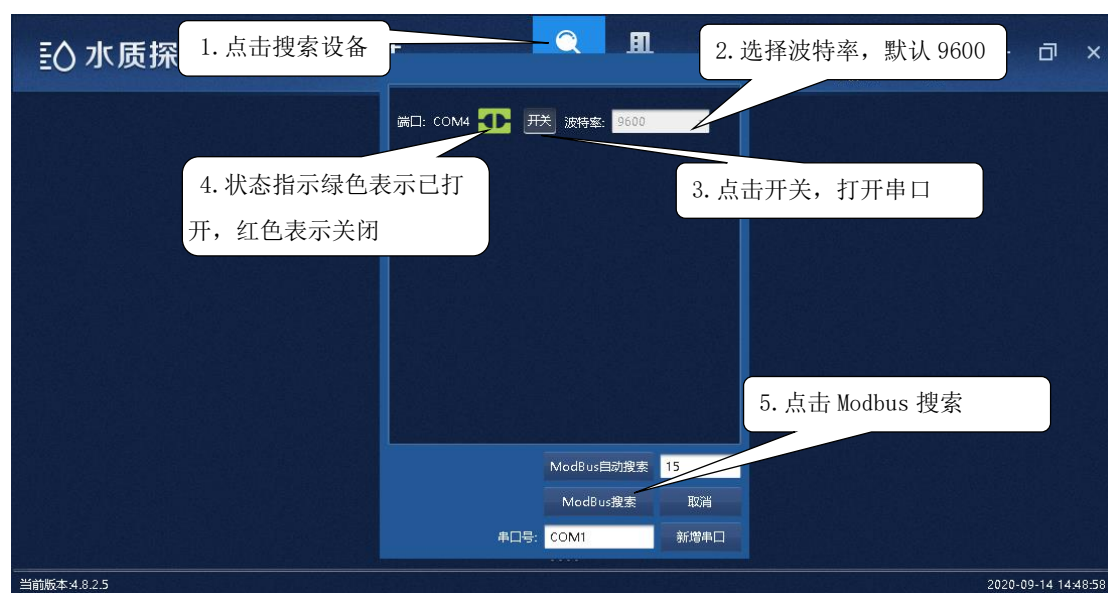 水质探
1.点击搜索设备
2.选择波特率，默认 9600
端口: COM4 开关 波特率: 9600
4.状态指示绿色表示已打
开，红色表示关闭
3.点击开关，打开串口
5.点击 Modbus 搜索
ModBus自动搜索 15
ModBus搜索 取消
串口号: COM1 新增串口
当前版本:4.8.2.5 2020-09-14 14:48:58